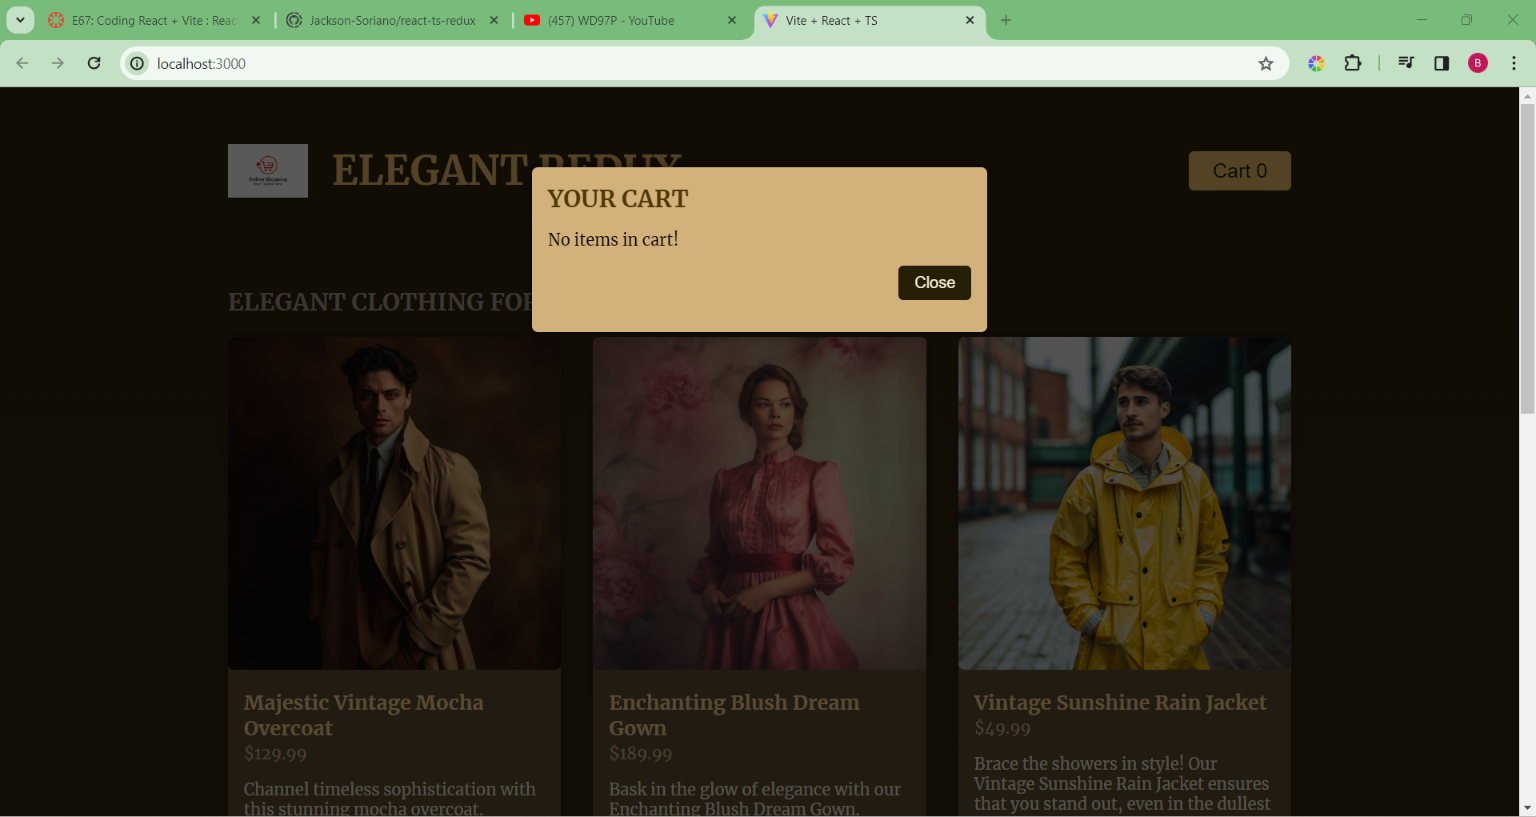 E67: Coding React + Vite : Reac
Jackson-Soriano/react-ts-redux
(457) WD97P - YouTube
Vite + React + TS
localhost:3000
B
Online Shopping
ELEGANT REDUX
Cart 0
YOUR CART
No items in cart!
Close
ELEGANT CLOTHING FOR
Majestic Vintage Mocha
Overcoat
$129.99
Channel timeless sophistication with
this stunning mocha overcoat.
Enchanting Blush Dream
Gown
$189.99
Bask in the glow of elegance with our
Enchanting Blush Dream Gown.
Vintage Sunshine Rain Jacket
$49.99
Brace the showers in style! Our
Vintage Sunshine Rain Jacket ensures
that you stand out, even in the dullest